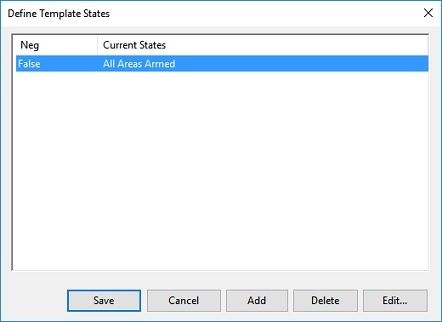 Define Template States
Neg Current States
False All Areas Armed
Save Cancel Add Delete Edit...